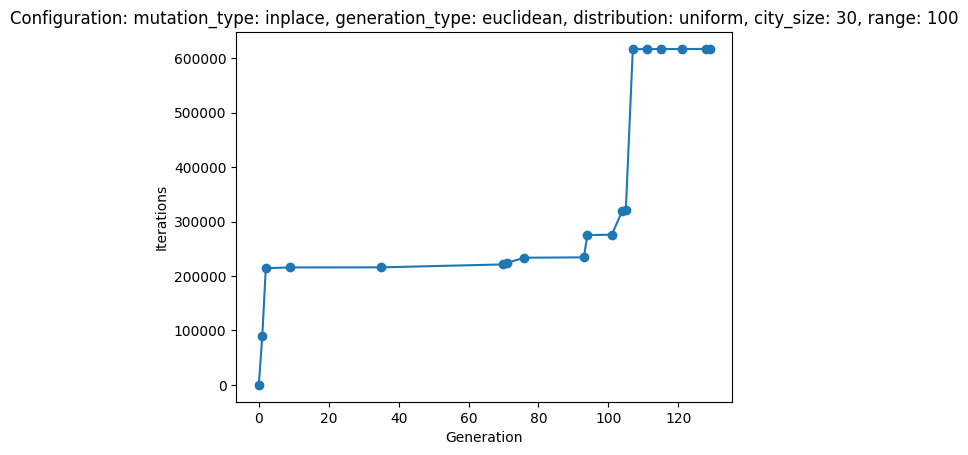 Configuration: mutation_type: inplace, generation_type: euclidean, distribution: uniform, city_size: 30, range: 100
600000
500000
400000
300000
200000
100000
0
Iterations
0 20 40 60 80 100 120
Generation